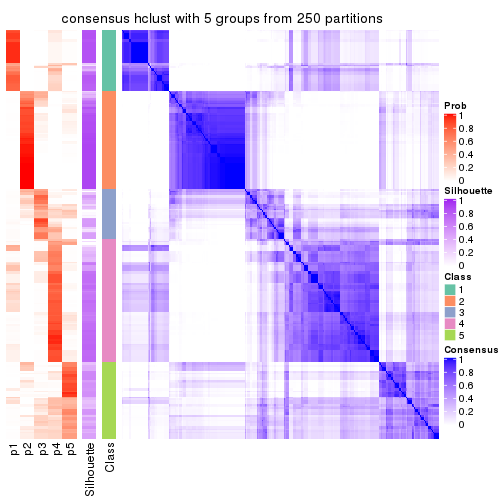 consensus hclust with 5 groups from 250 partitions
Prob
1
0.8
0.6
0.4
0.2
0
Silhouette
1
0.8
0.6
0.4
0.2
0
Class
1
2
3
4
5
Consensus
1
0.8
0.6
0.4
0.2
0
p1
p2
p3
p4
p5
Silhouette
Class